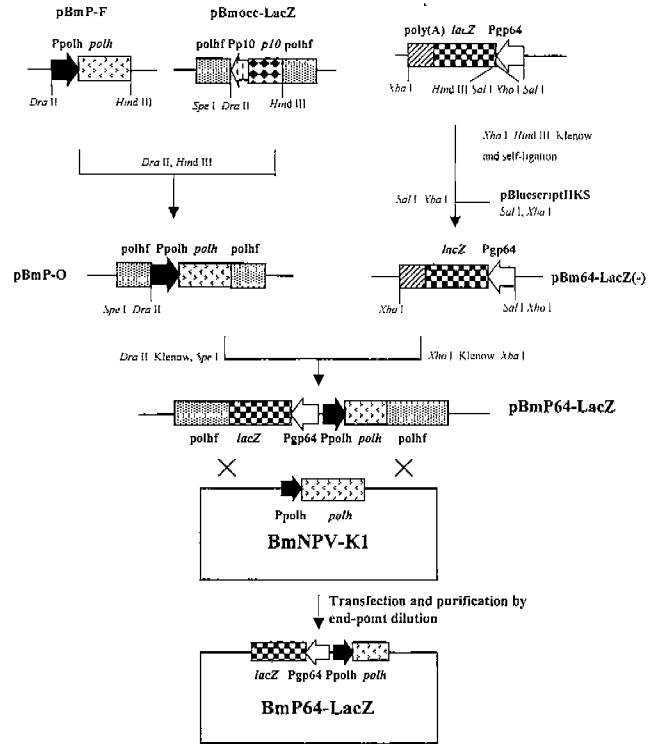 pBmP-F
pBmocc-LacZ
Ppolh polh
polhf Pp10 p10 polhf
poly(A) lacZ Pgp64
Dra II Hind III
Spe I Dra II Hind III
Xba I Hind III Sal I Xho I Sal I
Dra II, Hind III
Xho I Hind III Klenow
and self-ligation
Sal I Xba I
pBluescriptIIKS
Sal I, Xba I
pBmP-O
polhf Ppolh polh polhf
Spe I Dra II
lacZ Pgp64
pBm64-LacZ(-)
Xba I Sal I Xho I
Dra II Klenow, Spe I
Xho I Klenow Xba I
pBmP64-LacZ
polhf lacZ Pgp64 Ppolh polh polhf
Ppolh polh
BmNPV-K1
Transfection and purification by
end-point dilution
lacZ Pgp64 Ppolh polh
BmP64-LacZ